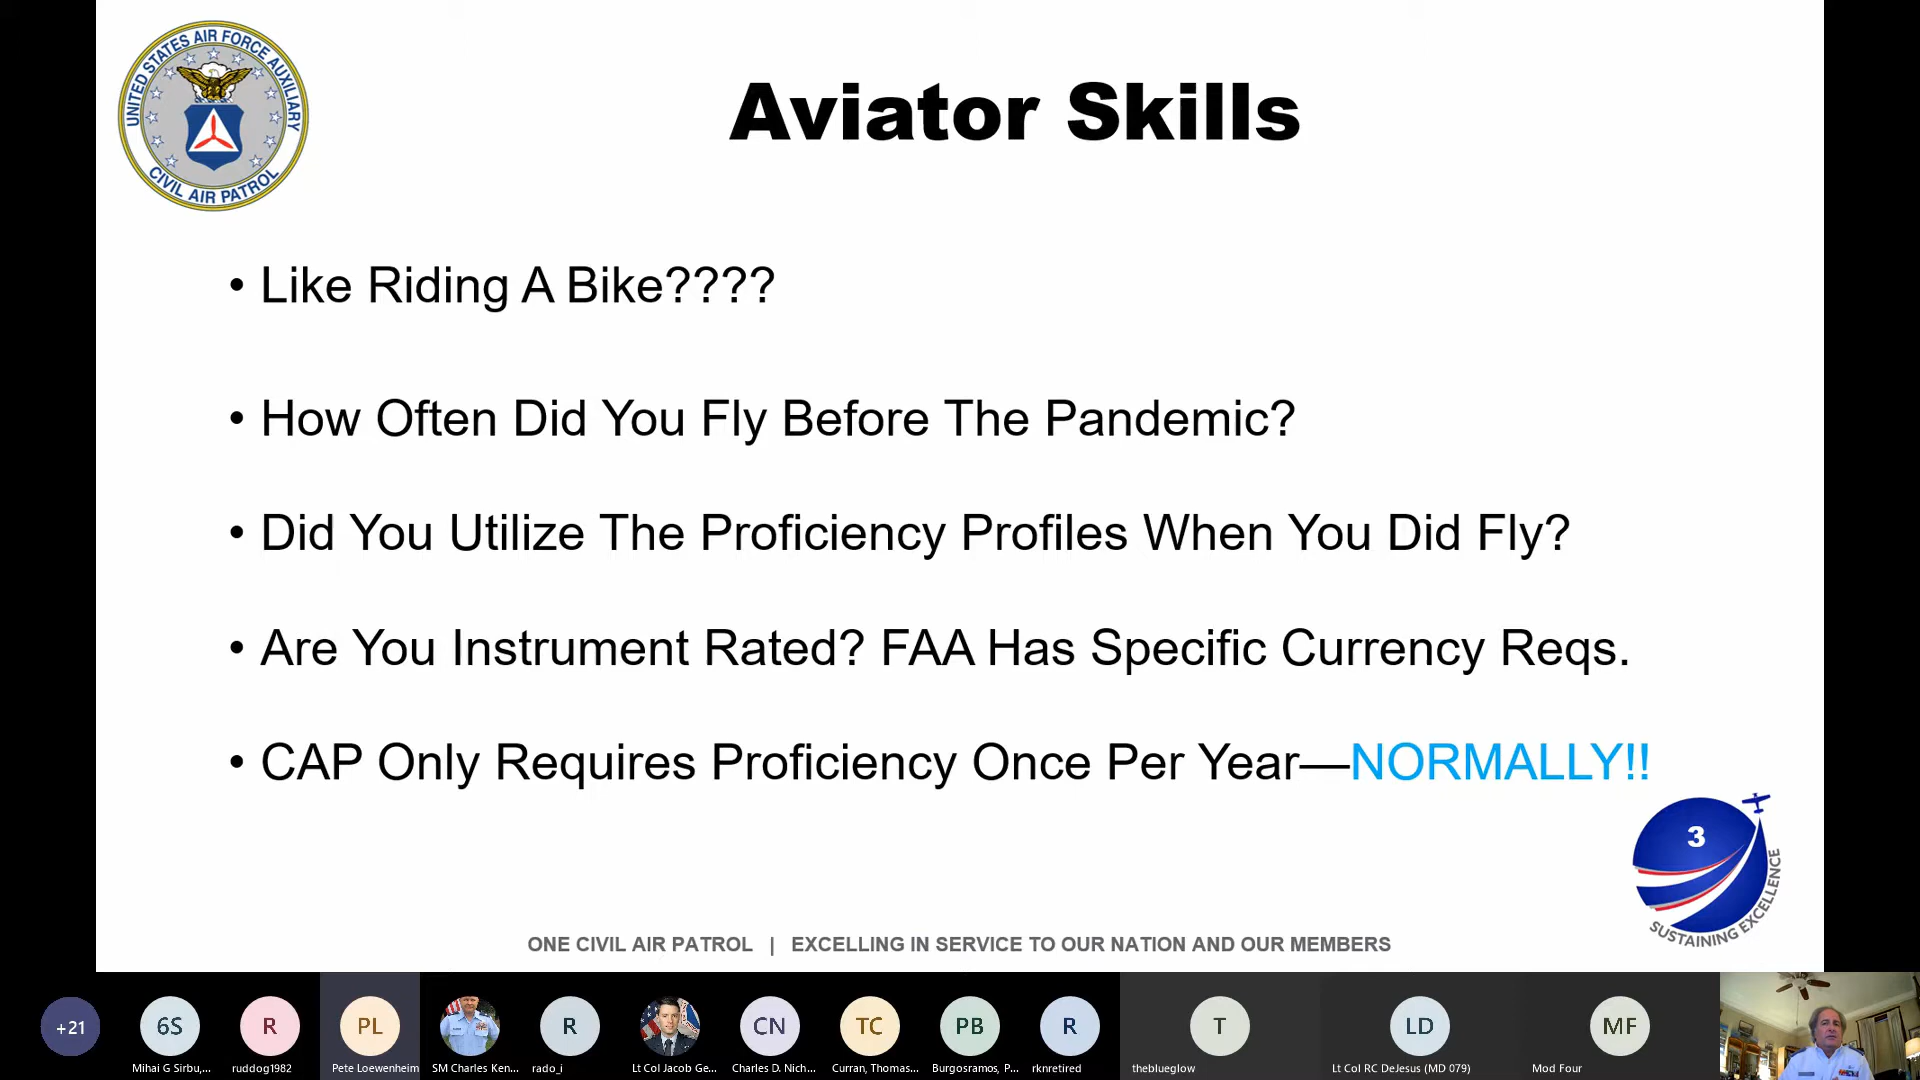 UNITED STATES AIR FORCE AUXILIARY
CIVIL AIR PATROL
Aviator Skills
• Like Riding A Bike????
• How Often Did You Fly Before The Pandemic?
• Did You Utilize The Proficiency Profiles When You Did Fly?
• Are You Instrument Rated? FAA Has Specific Currency Reqs.
• CAP Only Requires Proficiency Once Per Year—NORMALLY!!
3
SUSTAINING EXCELLENCE
ONE CIVIL AIR PATROL | EXCELLING IN SERVICE TO OUR NATION AND OUR MEMBERS
+21
6S
R
PL
R
CN
TC
PB
R
T
LD
MF
Mihai G Sirbu,...
ruddog1982
Pete Loewenheim
SM Charles Ken...
rado_i
Lt Col Jacob Ge...
Charles D. Nich...
Curran, Thomas...
Burgosramos, P...
rknretired
theblueglow
Lt Col RC DeJesus (MD 079)
Mod Four